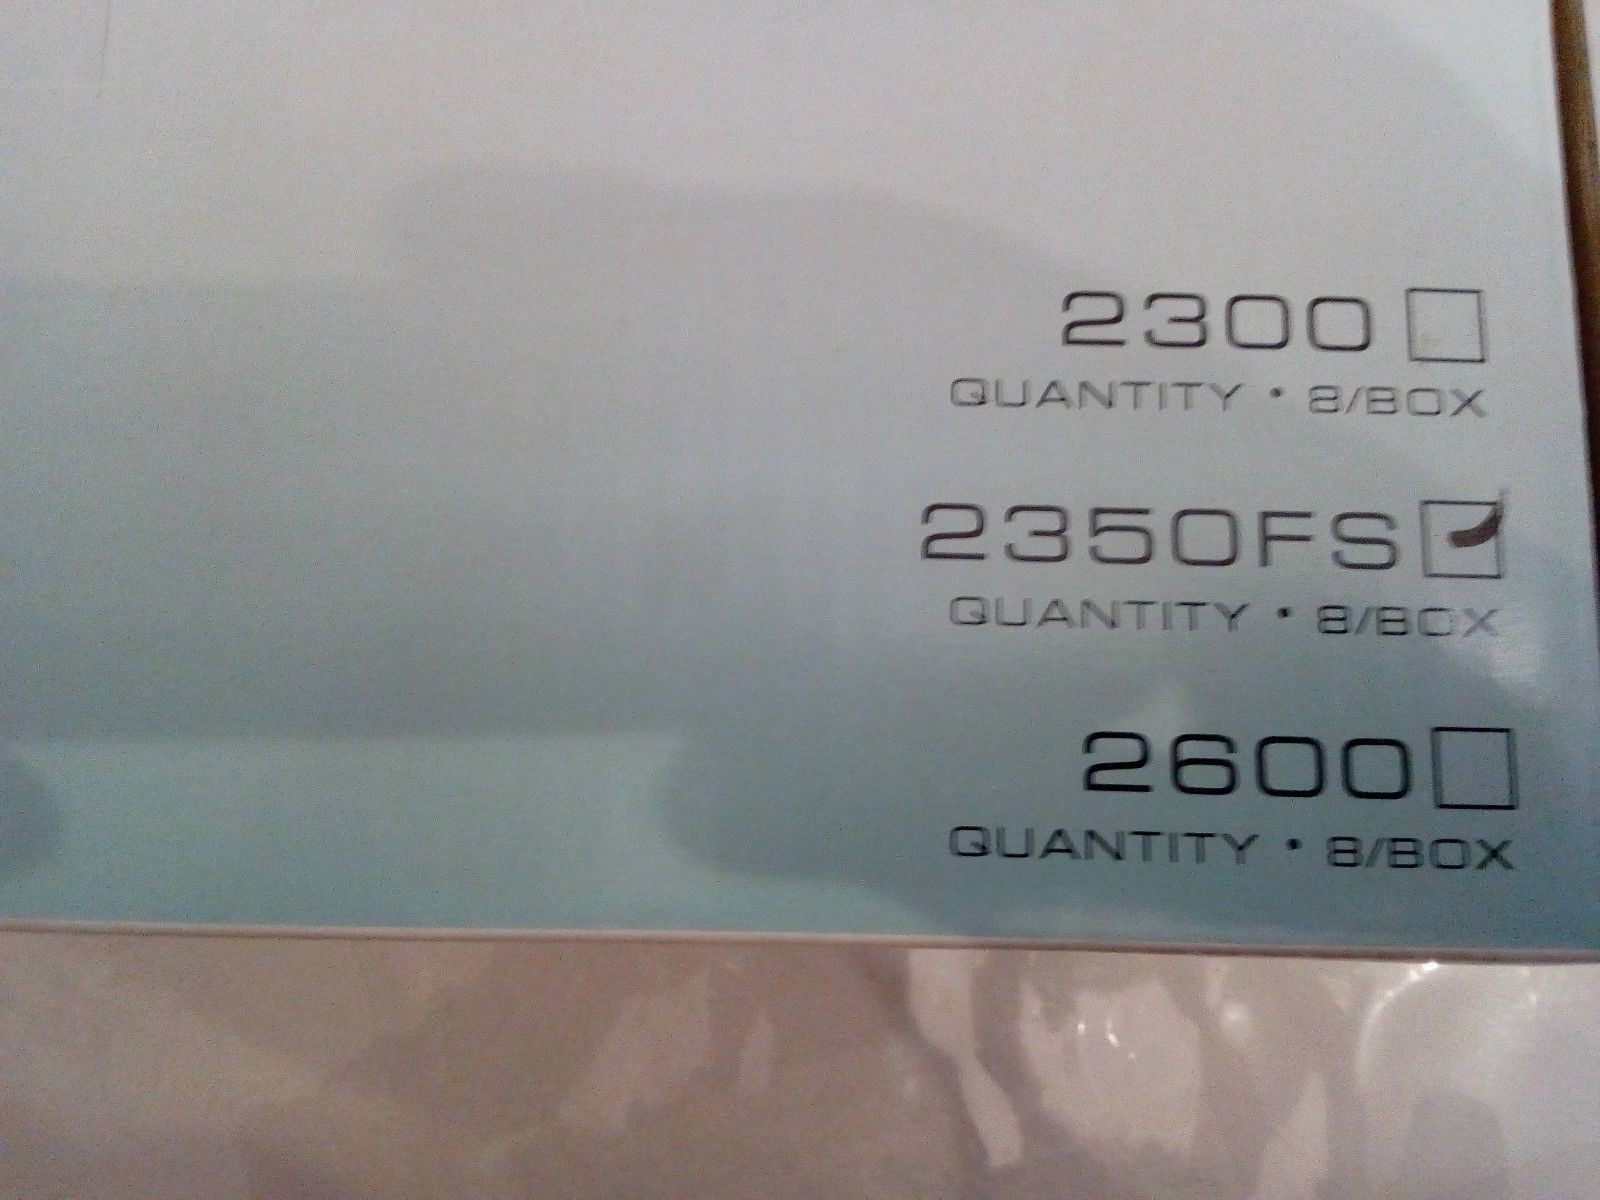 2300
QUANTITY • 8/BOX
2350FS
QUANTITY • 8/BOX
2600
QUANTITY • 8/BOX